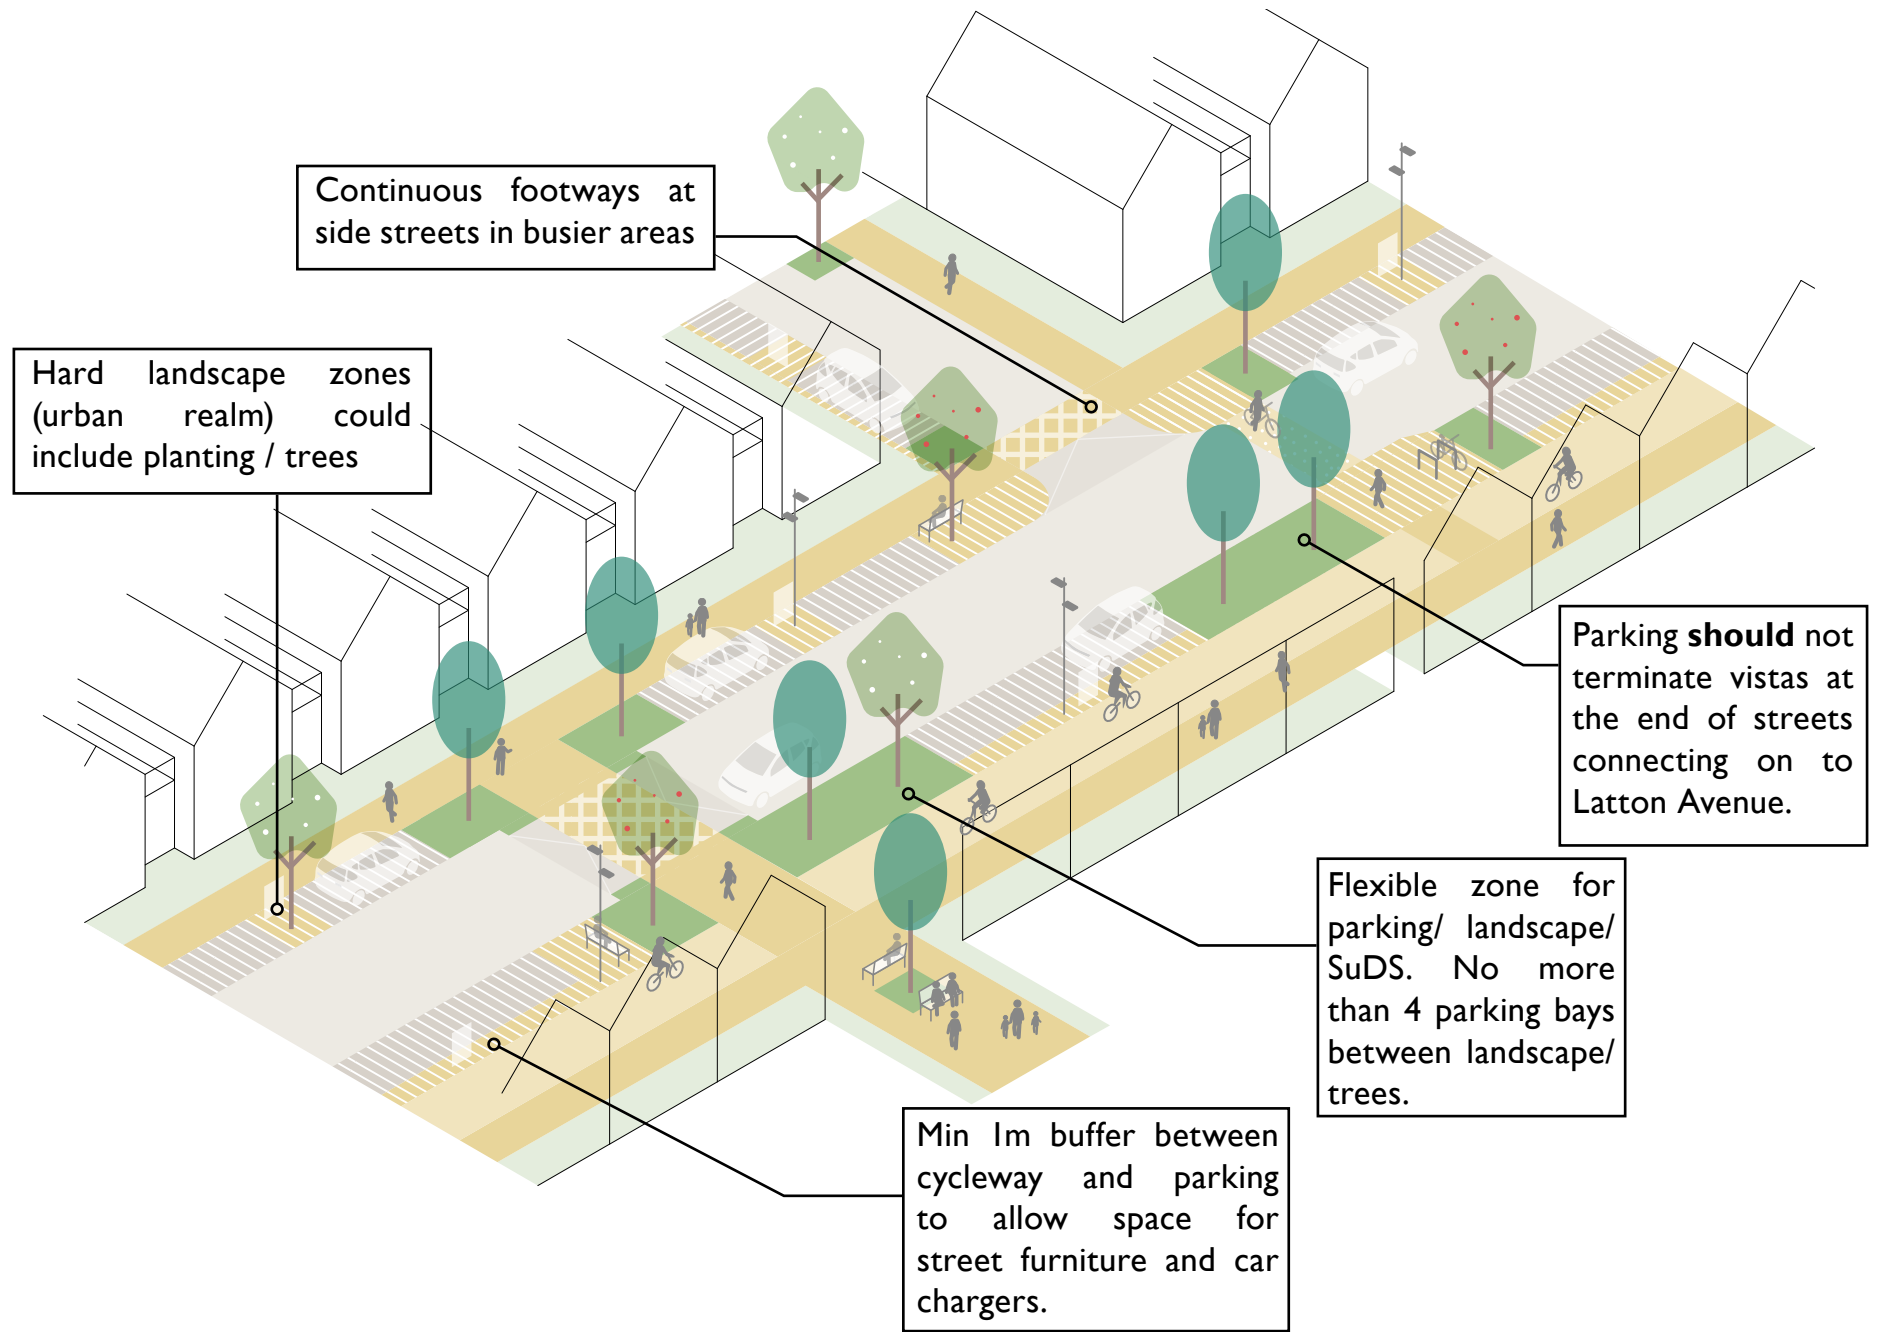 Continuous footways at
side streets in busier areas
Hard landscape zones
(urban realm) could
include planting / trees
Parking should not
terminate vistas at
the end of streets
connecting on to
Latton Avenue.
Flexible zone for
parking/ landscape/
SuDS. No more
than 4 parking bays
between landscape/
trees.
Min 1m buffer between
cycleway and parking
to allow space for
street furniture and car
chargers.